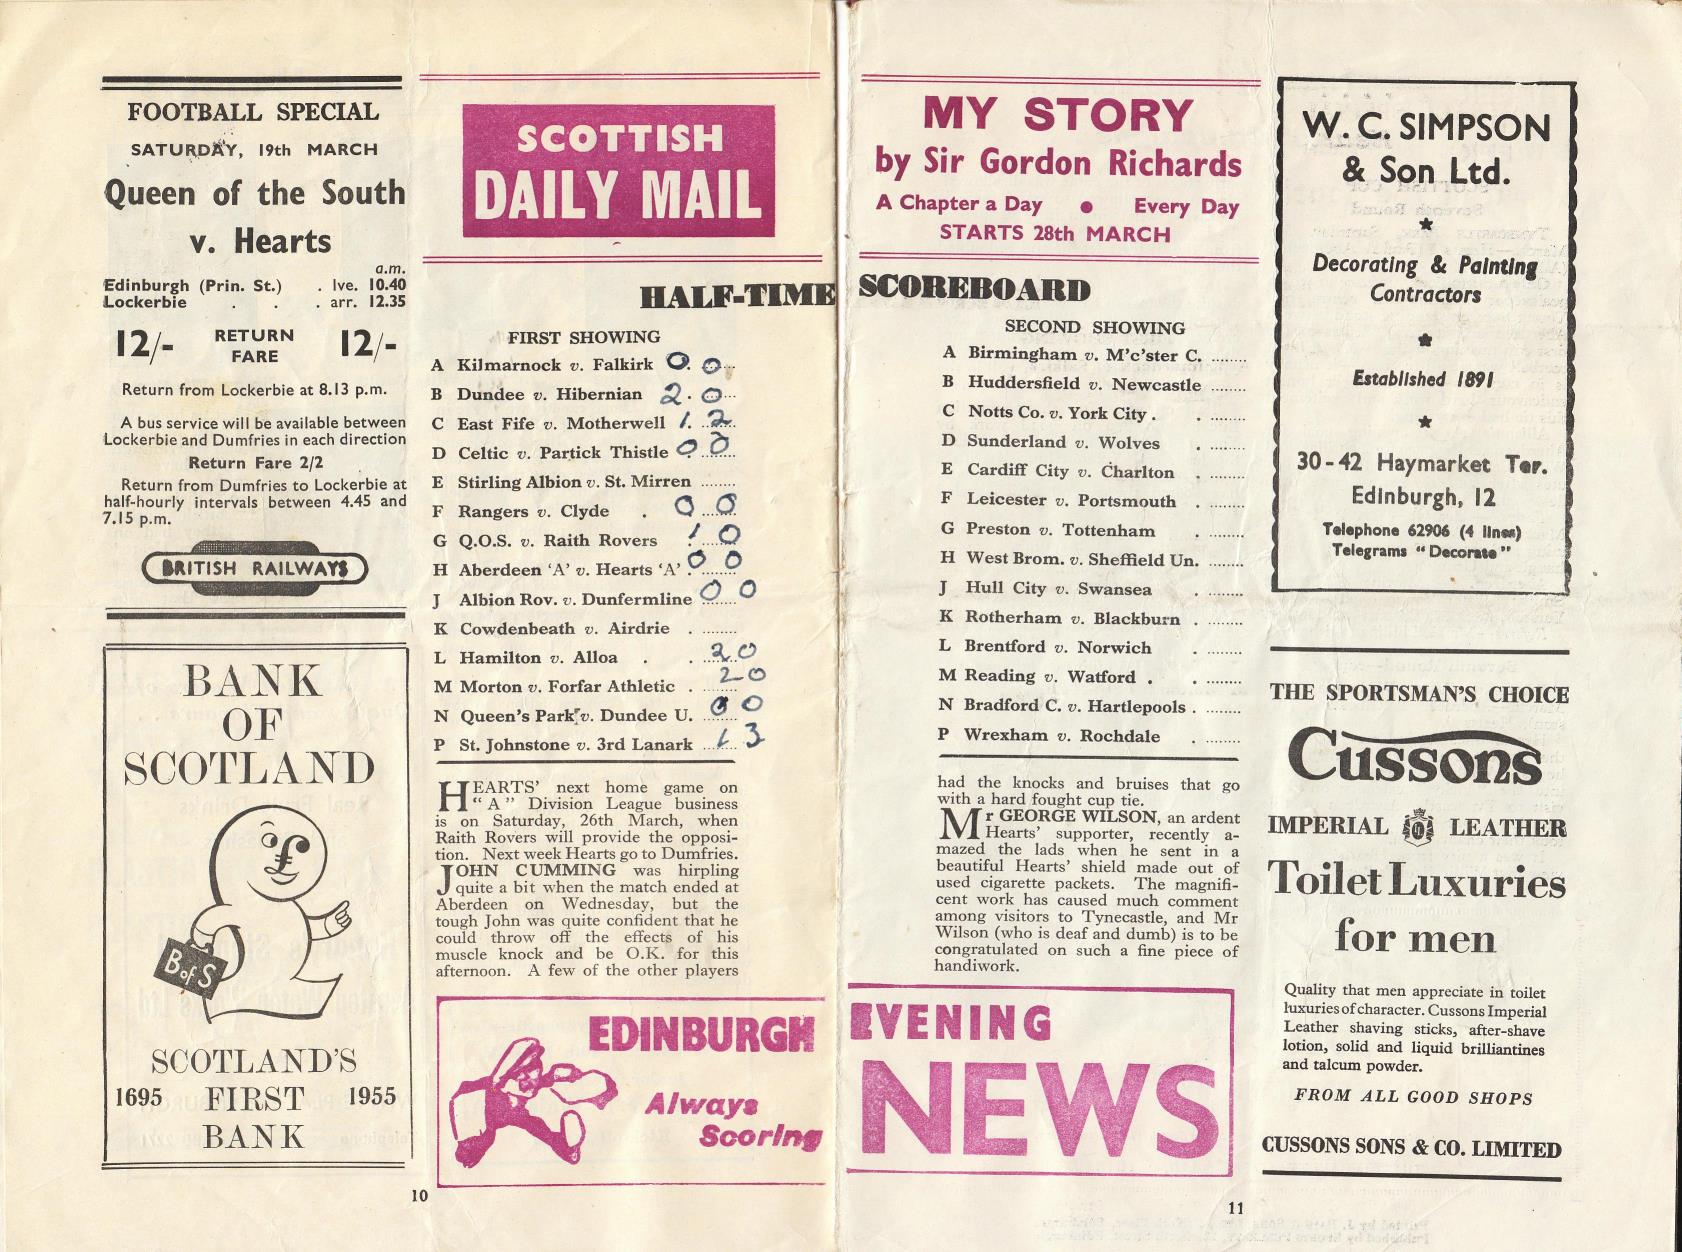 FOOTBALL SPECIAL
SATURDAY, 19th MARCH
Queen of the South
v. Hearts
a.m.
Edinburgh (Prin. St.) . lve. 10.40
Lockerbie . . . arr. 12.35
12/- RETURN FARE 12/-
Return from Lockerbie at 8.13 p.m.
A bus service will be available between
Lockerbie and Dumfries in each direction
Return Fare 2/2
Return from Dumfries to Lockerbie at
half-hourly intervals between 4.45 and
7.15 p.m.
BRITISH RAILWAYS
BANK
OF
SCOTLAND
B of S
SCOTLAND'S
1695 FIRST 1955
BANK
SCOTTISH
DAILY MAIL
MY STORY
by Sir Gordon Richards
A Chapter a Day • Every Day
STARTS 28th MARCH
HALF-TIME SCOREBOARD
FIRST SHOWING
A Kilmarnock v. Falkirk 0. 0
B Dundee v. Hibernian 2. 0
C East Fife v. Motherwell 1. 2
D Celtic v. Partick Thistle 0 0
E Stirling Albion v. St. Mirren ........
F Rangers v. Clyde . 0 0
G Q.O.S. v. Raith Rovers 1 0
H Aberdeen 'A' v. Hearts 'A' . 0 0
J Albion Rov. v. Dunfermline 0 0
K Cowdenbeath v. Airdrie . ........
L Hamilton v. Alloa . . 20
M Morton v. Forfar Athletic . 20
N Queen's Park v. Dundee U. 0 0
P St. Johnstone v. 3rd Lanark 1 3
HEARTS' next home game on
"A" Division League business
is on Saturday, 26th March, when
Raith Rovers will provide the opposi-
tion. Next week Hearts go to Dumfries.
JOHN CUMMING was hirpling
quite a bit when the match ended at
Aberdeen on Wednesday, but the
tough John was quite confident that he
could throw off the effects of his
muscle knock and be O.K. for this
afternoon. A few of the other players
SECOND SHOWING
A Birmingham v. M'c'ster C. ........
B Huddersfield v. Newcastle ........
C Notts Co. v. York City . . ........
D Sunderland v. Wolves . ........
E Cardiff City v. Charlton . ........
F Leicester v. Portsmouth . ........
G Preston v. Tottenham . ........
H West Brom. v. Sheffield Un. ........
J Hull City v. Swansea . ........
K Rotherham v. Blackburn . ........
L Brentford v. Norwich . ........
M Reading v. Watford . . ........
N Bradford C. v. Hartlepools . ........
P Wrexham v. Rochdale . ........
had the knocks and bruises that go
with a hard fought cup tie.
Mr GEORGE WILSON, an ardent
Hearts' supporter, recently a-
mazed the lads when he sent in a
beautiful Hearts' shield made out of
used cigarette packets. The magnifi-
cent work has caused much comment
among visitors to Tynecastle, and Mr
Wilson (who is deaf and dumb) is to be
congratulated on such a fine piece of
handiwork.
EDINBURGH EVENING
NEWS
Always
Scoring
10
11
W. C. SIMPSON
& Son Ltd.
Decorating & Painting
Contractors
Established 1891
30-42 Haymarket Ter.
Edinburgh, 12
Telephone 62906 (4 lines)
Telegrams "Decorate"
THE SPORTSMAN'S CHOICE
Cussons
IMPERIAL LEATHER
Toilet Luxuries
for men
Quality that men appreciate in toilet
luxuries of character. Cussons Imperial
Leather shaving sticks, after-shave
lotion, solid and liquid brilliantines
and talcum powder.
FROM ALL GOOD SHOPS
CUSSONS SONS & CO. LIMITED